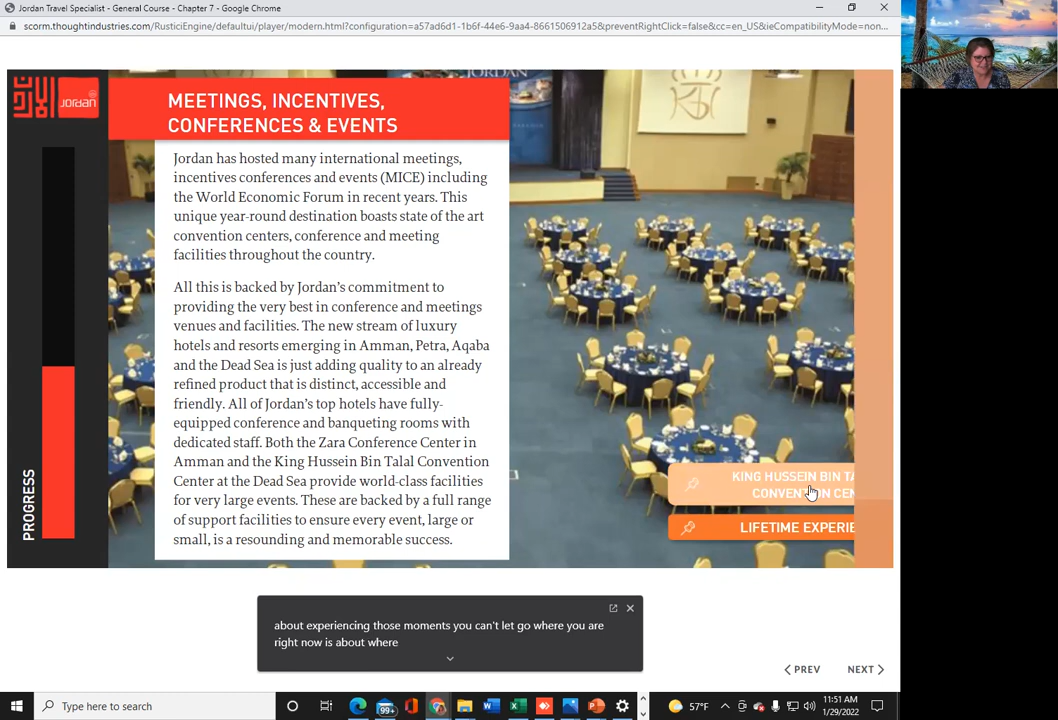 Jordan Travel Specialist - General Course - Chapter 7 - Google Chrome
scorm.thoughtindustries.com/RusticiEngine/defaultui/player/modern.html?configuration=a57ad6d1-1b6f-44e6-9aa4-8661506912a5&preventRightClick=false&cc=en_US&ieCompatibilityMode=non...
Jordan
JORDAN
MEETINGS, INCENTIVES,
CONFERENCES & EVENTS
Jordan has hosted many international meetings,
incentives conferences and events (MICE) including
the World Economic Forum in recent years. This
unique year-round destination boasts state of the art
convention centers, conference and meeting
facilities throughout the country.
All this is backed by Jordan's commitment to
providing the very best in conference and meetings
venues and facilities. The new stream of luxury
hotels and resorts emerging in Amman, Petra, Aqaba
and the Dead Sea is just adding quality to an already
refined product that is distinct, accessible and
friendly. All of Jordan's top hotels have fully-
equipped conference and banqueting rooms with
dedicated staff. Both the Zara Conference Center in
Amman and the King Hussein Bin Talal Convention
Center at the Dead Sea provide world-class facilities
for very large events. These are backed by a full range
of support facilities to ensure every event, large or
small, is a resounding and memorable success.
PROGRESS
KING HUSSEIN BIN TA
CONVENTION CEN
LIFETIME EXPERIE
about experiencing those moments you can't let go where you are
right now is about where
PREV
NEXT
Type here to search
99+
57°F
11:51 AM
1/29/2022